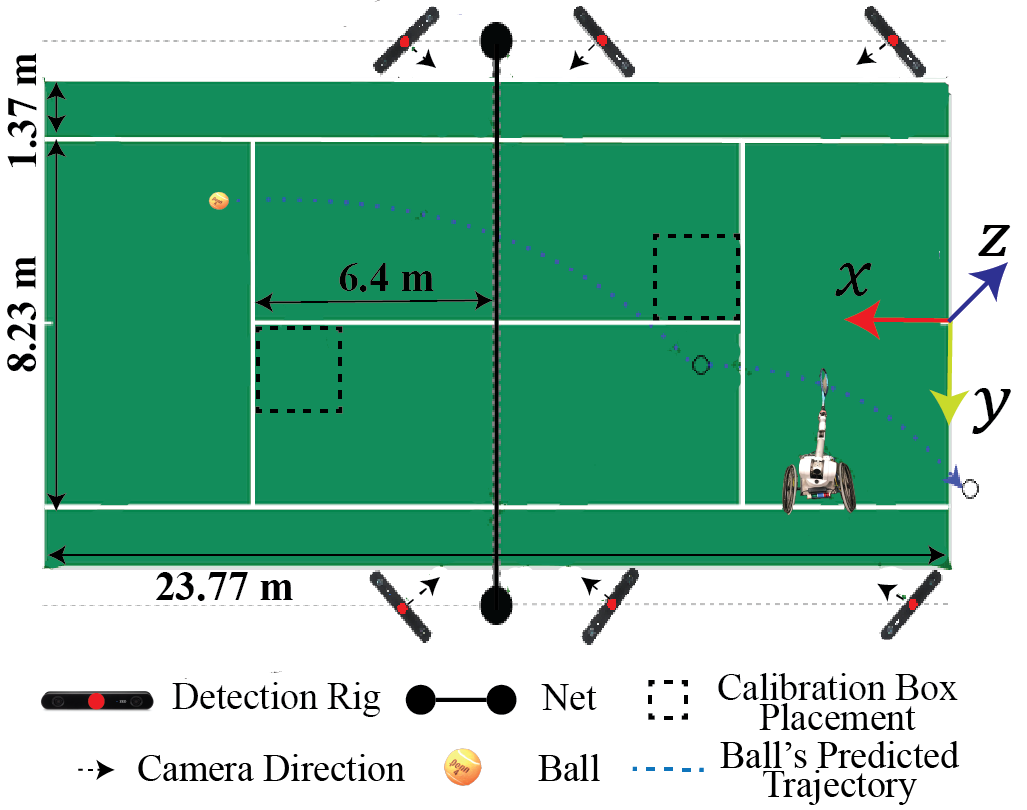 1.37 m
8.23 m
6.4 m
23.77 m
x
z
y
Detection Rig
Net
Calibration Box
Placement
Camera Direction
Ball
Ball's Predicted
Trajectory